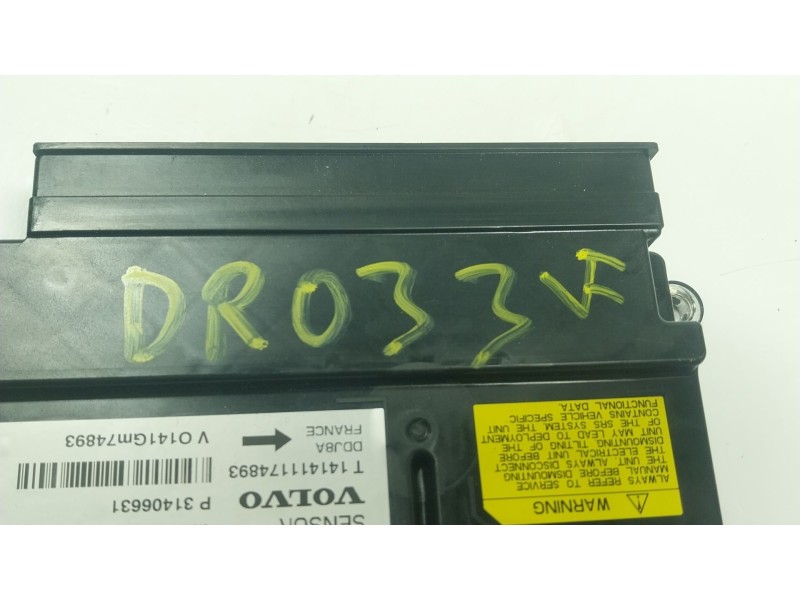 DR033VF
SENSOR
VOLVO
P 31406631
T 141411174893
DDJ8A
FRANCE
V O141Gm74893
WARNING
ALWAYS REFER TO SERVICE
MANUAL BEFORE DISMOUNTING
THE UNIT ALWAYS DISCONNECT
THE ELECTRICAL UNIT BEFORE
DISMOUNTING TILTING OF THE
UNIT MAY LEAD TO DEPLOYMENT
OF THE SRS SYSTEM THE UNIT
CONTAINS VEHICLE SPECIFIC
FUNCTIONAL DATA.